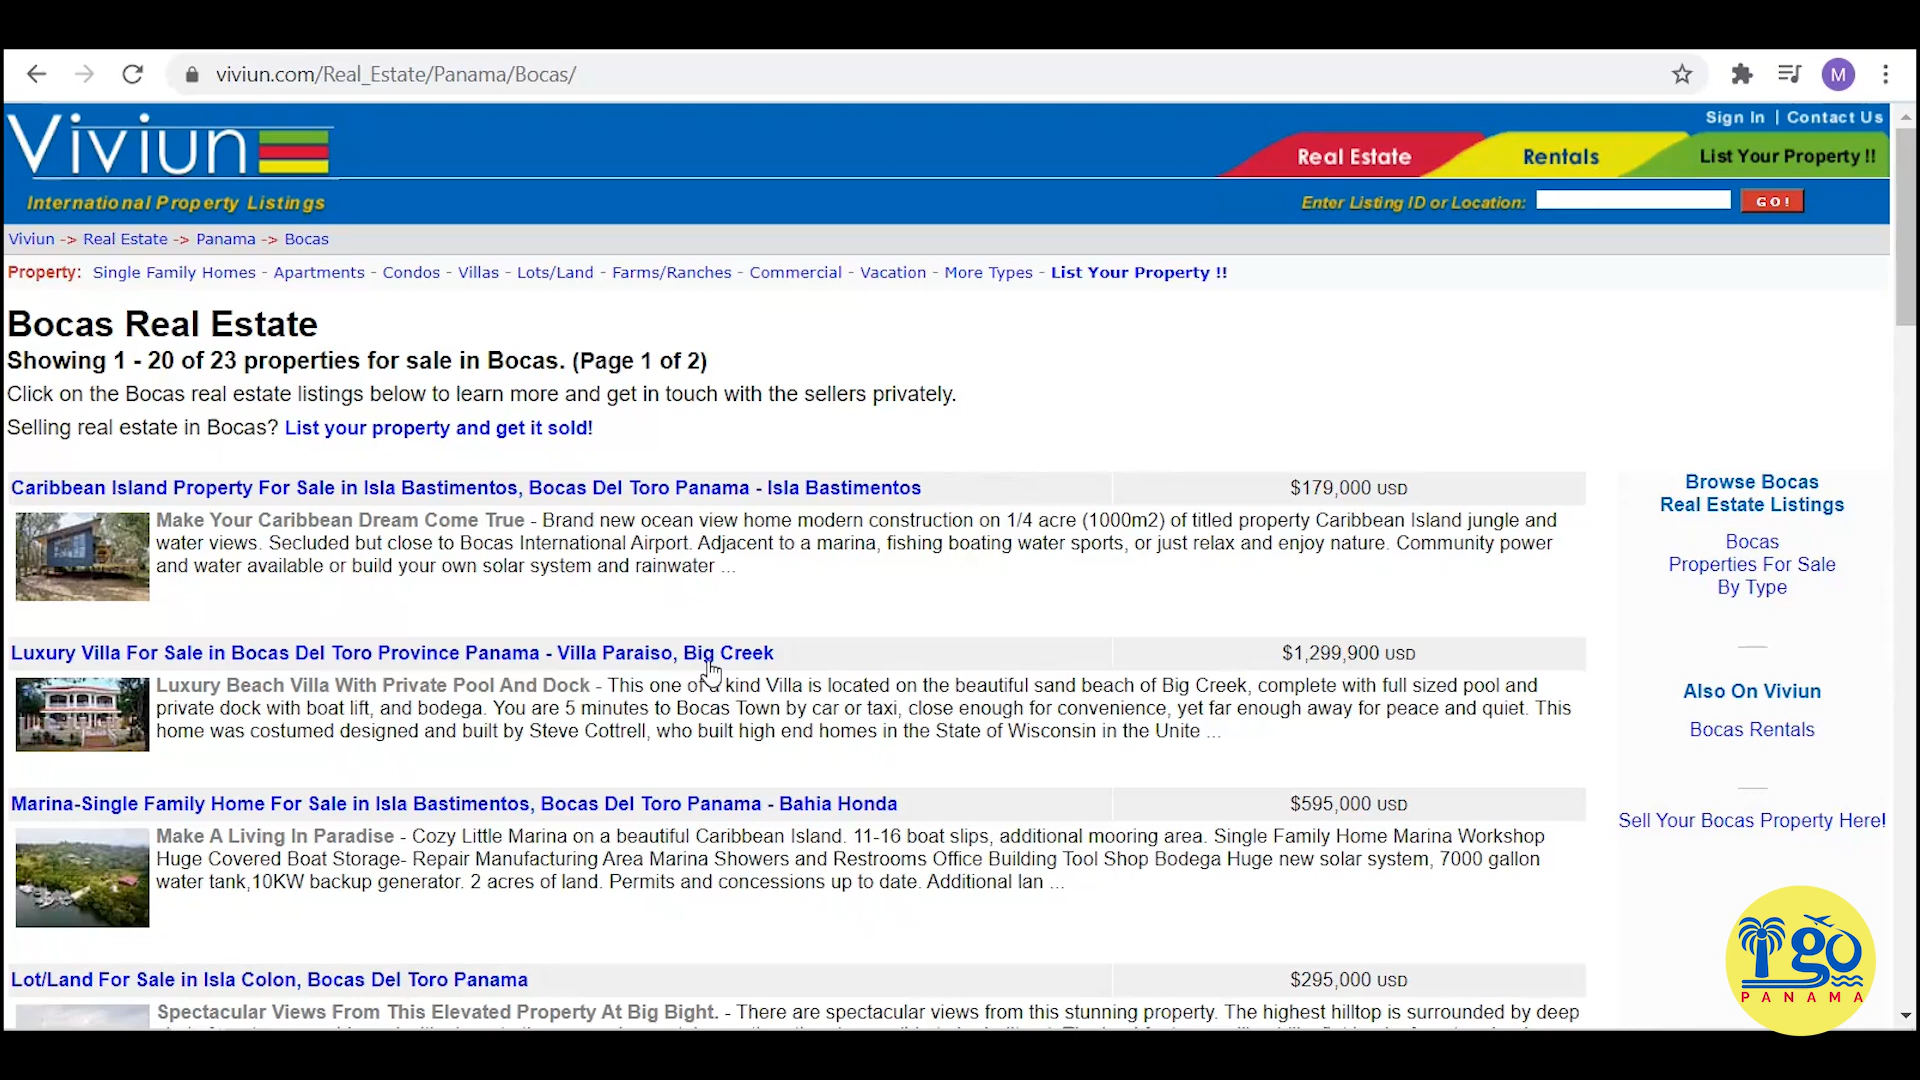 viviun.com/Real_Estate/Panama/Bocas/
M
Viviun
International Property Listings
Sign In | Contact Us
Real Estate
Rentals
List Your Property !!
Enter Listing ID or Location:
GO!
Viviun -> Real Estate -> Panama -> Bocas
Property: Single Family Homes - Apartments - Condos - Villas - Lots/Land - Farms/Ranches - Commercial - Vacation - More Types - List Your Property !!
Bocas Real Estate
Showing 1 - 20 of 23 properties for sale in Bocas. (Page 1 of 2)
Click on the Bocas real estate listings below to learn more and get in touch with the sellers privately.
Selling real estate in Bocas? List your property and get it sold!
Caribbean Island Property For Sale in Isla Bastimentos, Bocas Del Toro Panama - Isla Bastimentos
$179,000 USD
Make Your Caribbean Dream Come True - Brand new ocean view home modern construction on 1/4 acre (1000m2) of titled property Caribbean Island jungle and
water views. Secluded but close to Bocas International Airport. Adjacent to a marina, fishing boating water sports, or just relax and enjoy nature. Community power
and water available or build your own solar system and rainwater ...
Luxury Villa For Sale in Bocas Del Toro Province Panama - Villa Paraiso, Big Creek
$1,299,900 USD
Luxury Beach Villa With Private Pool And Dock - This one of a kind Villa is located on the beautiful sand beach of Big Creek, complete with full sized pool and
private dock with boat lift, and bodega. You are 5 minutes to Bocas Town by car or taxi, close enough for convenience, yet far enough away for peace and quiet. This
home was costumed designed and built by Steve Cottrell, who built high end homes in the State of Wisconsin in the Unite ...
Marina-Single Family Home For Sale in Isla Bastimentos, Bocas Del Toro Panama - Bahia Honda
$595,000 USD
Make A Living In Paradise - Cozy Little Marina on a beautiful Caribbean Island. 11-16 boat slips, additional mooring area. Single Family Home Marina Workshop
Huge Covered Boat Storage- Repair Manufacturing Area Marina Showers and Restrooms Office Building Tool Shop Bodega Huge new solar system, 7000 gallon
water tank,10KW backup generator. 2 acres of land. Permits and concessions up to date. Additional lan ...
Lot/Land For Sale in Isla Colon, Bocas Del Toro Panama
$295,000 USD
Spectacular Views From This Elevated Property At Big Bight. - There are spectacular views from this stunning property. The highest hilltop is surrounded by deep
Browse Bocas
Real Estate Listings
Bocas
Properties For Sale
By Type
Also On Viviun
Bocas Rentals
Sell Your Bocas Property Here!
go
PANAMA